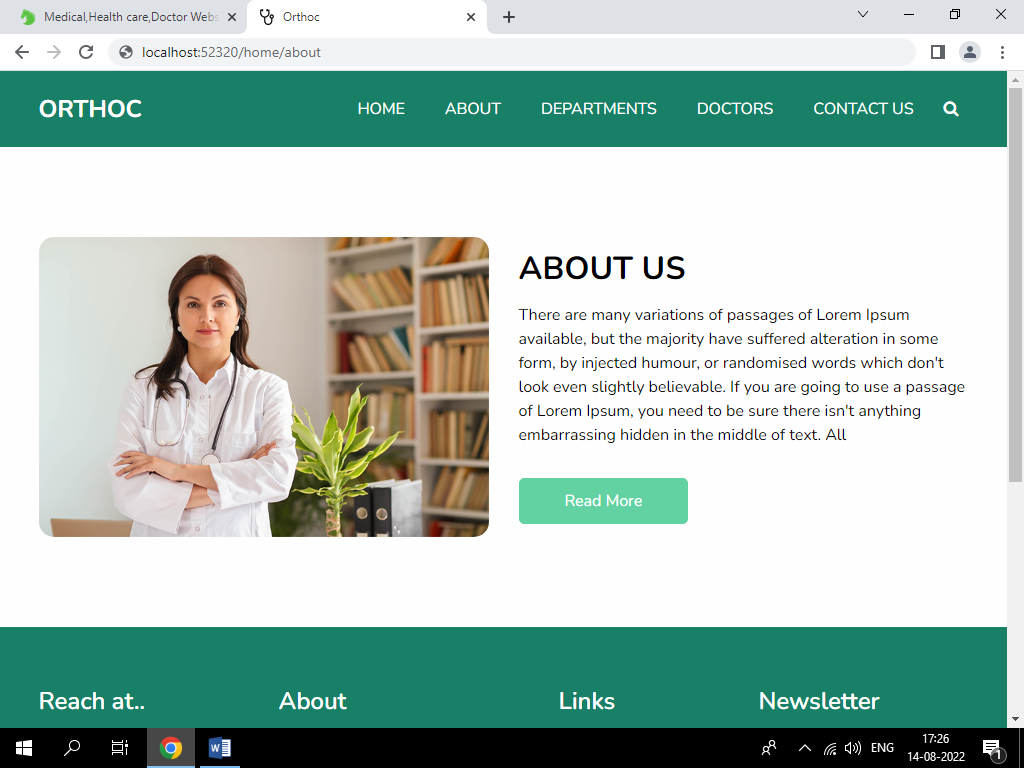 Medical,Health care,Doctor Webs
Orthoc
localhost:52320/home/about
ORTHOC
HOME
ABOUT
DEPARTMENTS
DOCTORS
CONTACT US
ABOUT US
There are many variations of passages of Lorem Ipsum
available, but the majority have suffered alteration in some
form, by injected humour, or randomised words which don't
look even slightly believable. If you are going to use a passage
of Lorem Ipsum, you need to be sure there isn't anything
embarrassing hidden in the middle of text. All
Read More
Reach at..
About
Links
Newsletter
ENG
17:26
14-08-2022
1